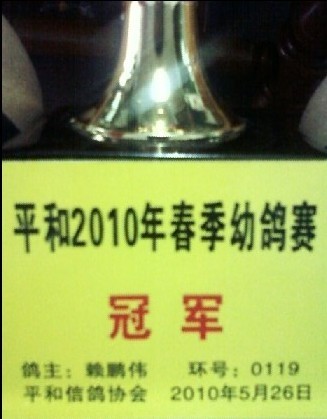 平和2010年春季幼鸽赛
冠军
鸽主：赖鹏伟 环号：0119
平和信鸽协会 2010年5月26日